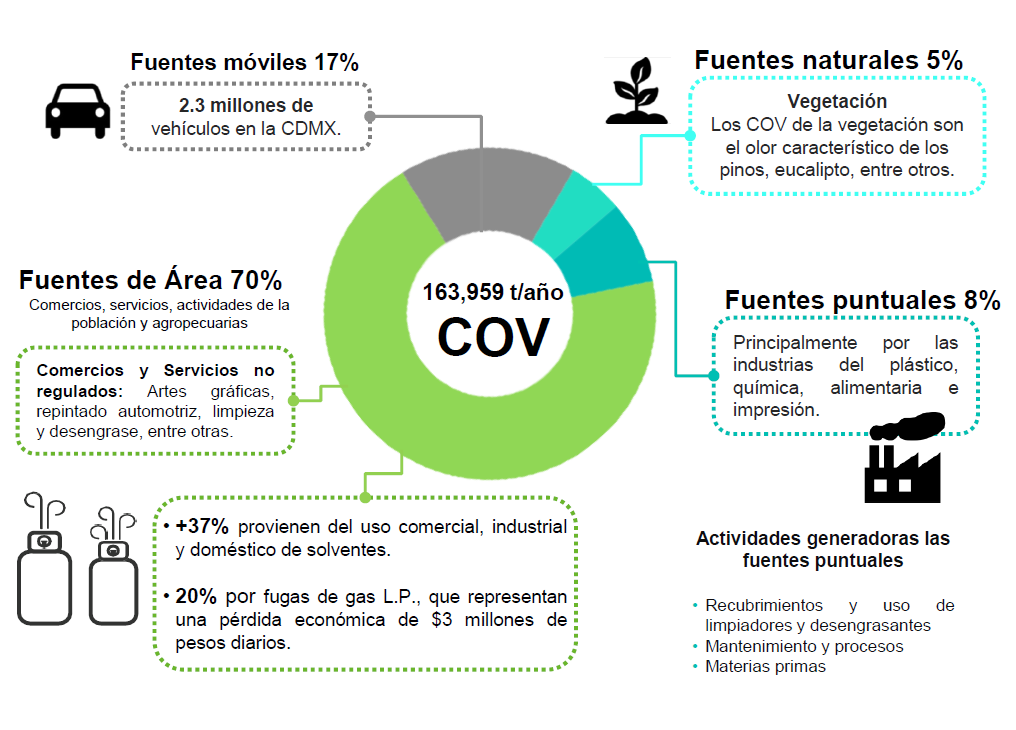 Fuentes móviles 17%
2.3 millones de
vehículos en la CDMX.
Fuentes naturales 5%
Vegetación
Los COV de la vegetación son
el olor característico de los
pinos, eucalipto, entre otros.
163,959 t/año
COV
Fuentes de Área 70%
Comercios, servicios, actividades de la
población y agropecuarias
Comercios y Servicios no
regulados: Artes gráficas,
repintado automotriz, limpieza
y desengrase, entre otras.
Fuentes puntuales 8%
Principalmente por las
industrias del plástico,
química, alimentaria e
impresión.
• +37% provienen del uso comercial, industrial
y doméstico de solventes.
• 20% por fugas de gas L.P., que representan
una pérdida económica de $3 millones de
pesos diarios.
Actividades generadoras las
fuentes puntuales
• Recubrimientos y uso de
limpiadores y desengrasantes
• Mantenimiento y procesos
• Materias primas